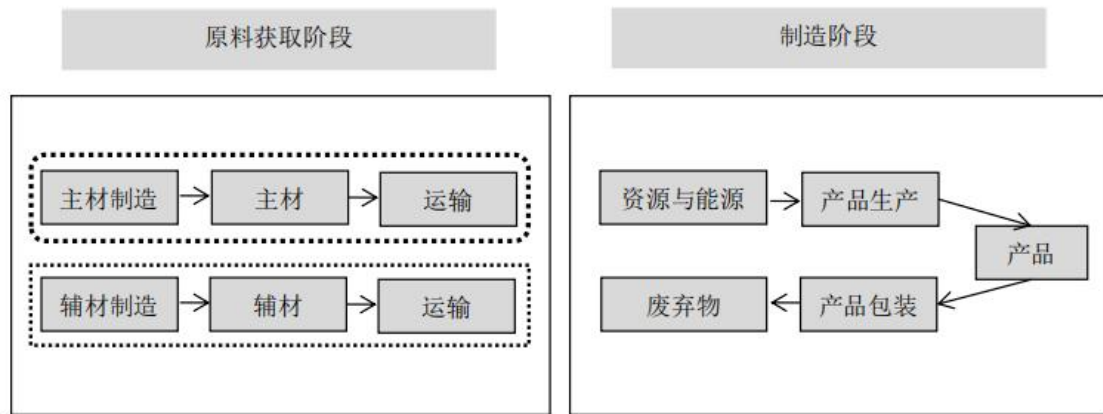 原料获取阶段
制造阶段
主材制造
主材
运输
辅材制造
辅材
运输
资源与能源
产品生产
产品
废弃物
产品包装